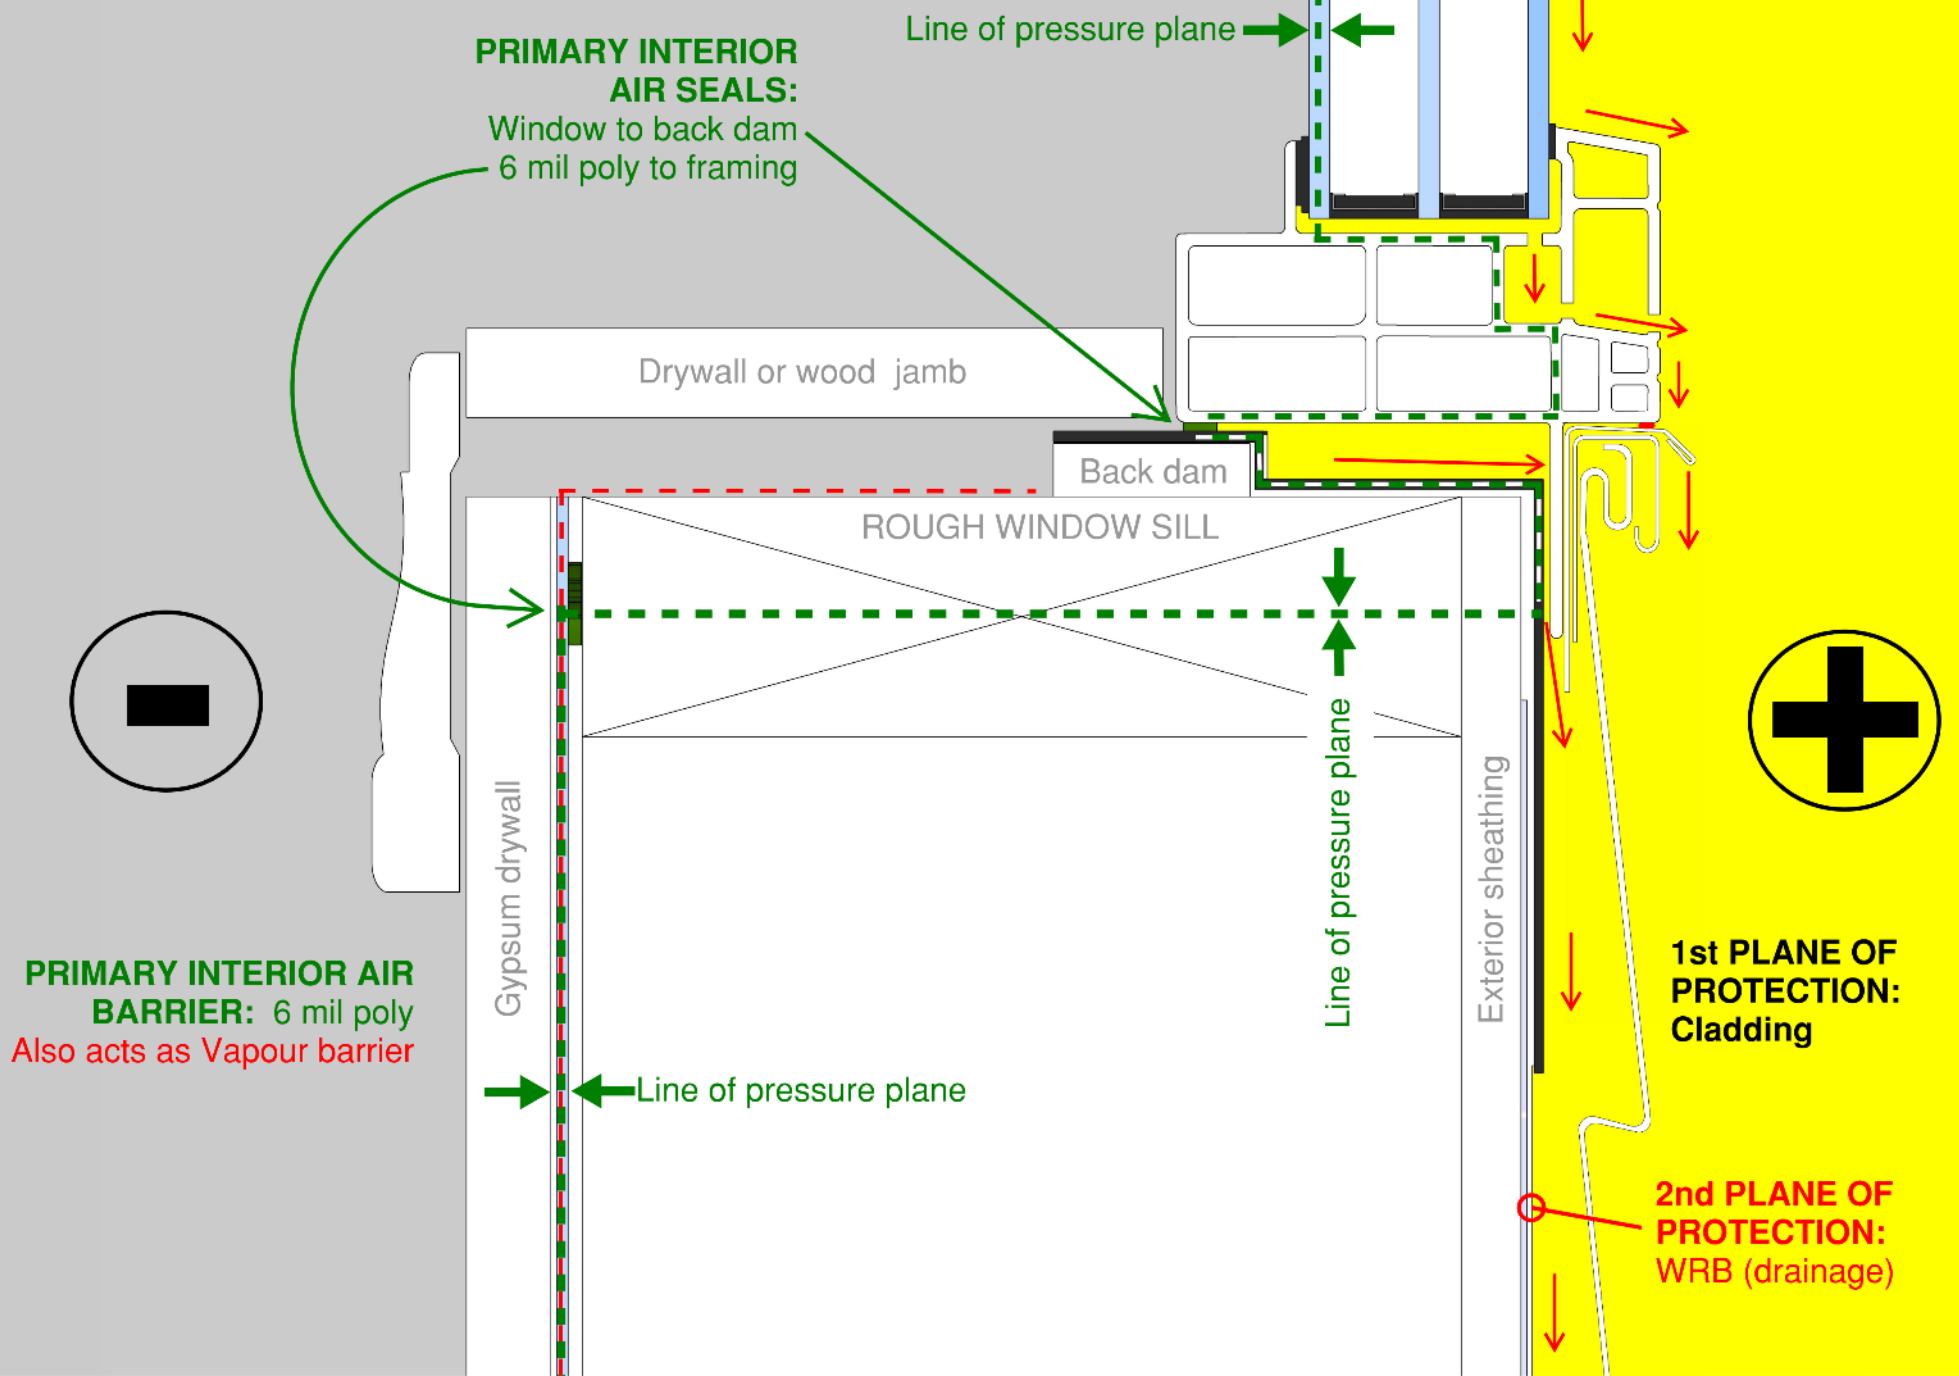 Line of pressure plane
PRIMARY INTERIOR
AIR SEALS:
Window to back dam
6 mil poly to framing
Drywall or wood jamb
Back dam
ROUGH WINDOW SILL
Line of pressure plane
Exterior sheathing
Gypsum drywall
PRIMARY INTERIOR AIR
BARRIER: 6 mil poly
Also acts as Vapour barrier
Line of pressure plane
1st PLANE OF
PROTECTION:
Cladding
2nd PLANE OF
PROTECTION:
WRB (drainage)